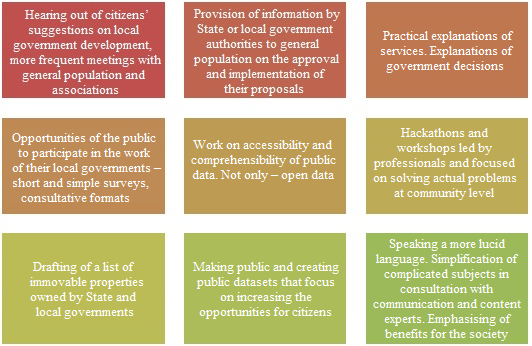 Hearing out of citizens'
suggestions on local
government development,
more frequent meetings with
general population and
associations
Provision of information by
State or local government
authorities to general
population on the approval
and implementation of
their proposals
Practical explanations of
services. Explanations of
government decisions
Opportunities of the public
to participate in the work
of their local governments –
short and simple surveys,
consultative formats
Work on accessibility and
comprehensibility of public
data. Not only – open data
Hackathons and
workshops led by
professionals and focused
on solving actual problems
at community level
Drafting of a list of
immovable properties
owned by State and
local governments
Making public and creating
public datasets that focus
on increasing the
opportunities for citizens
Speaking a more lucid
language. Simplification of
complicated subjects in
consultation with
communication and content
experts. Emphasising of
benefits for the society